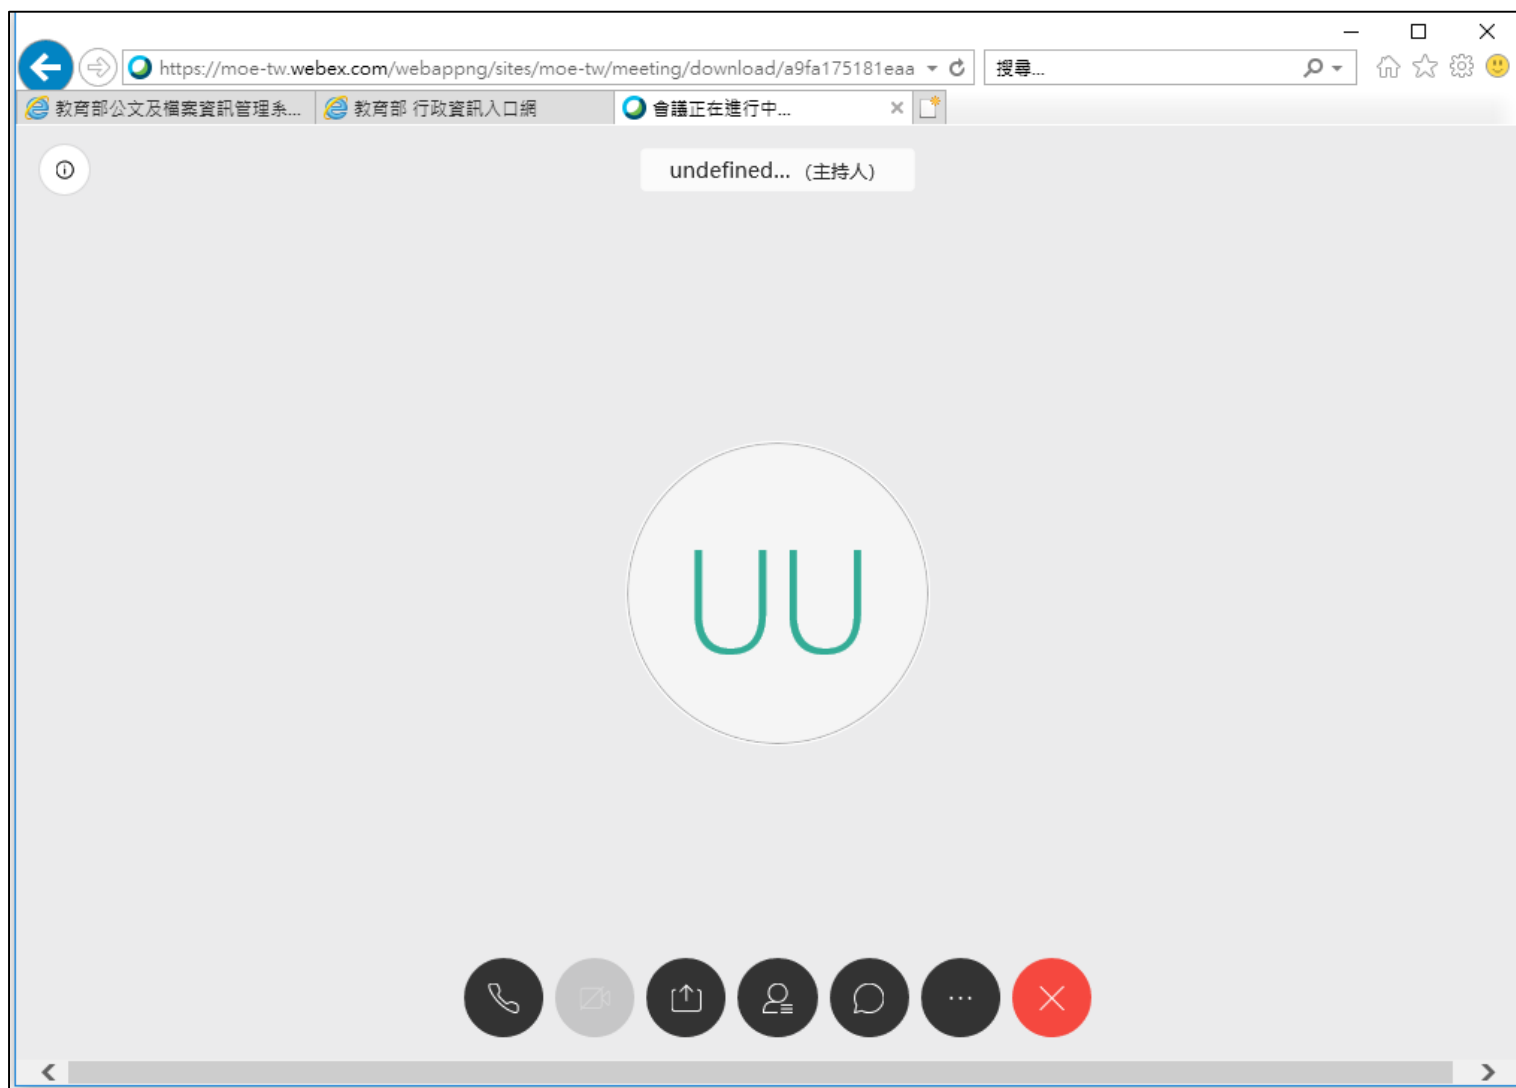 https://moe-tw.webex.com/webappng/sites/moe-tw/meeting/download/a9fa175181eaa
搜尋...
教育部公文及檔案資訊管理系...
教育部 行政資訊入口網
會議正在進行中...
undefined... (主持人)
UU